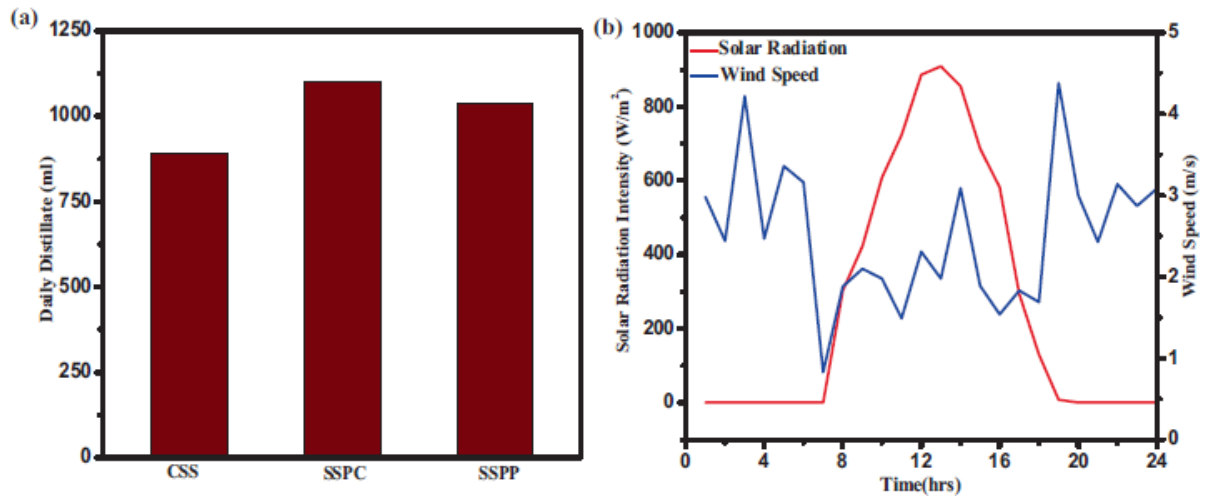 (a)
1250
1000
750
500
250
0
Daily Distillate (ml)
CSS SSPC SSPP
(b)
1000
800
600
400
200
0
Solar Radiation Intensity (W/m²)
Solar Radiation
Wind Speed
5
4
3
2
1
0
Wind Speed (m/s)
0 4 8 12 16 20 24
Time(hrs)